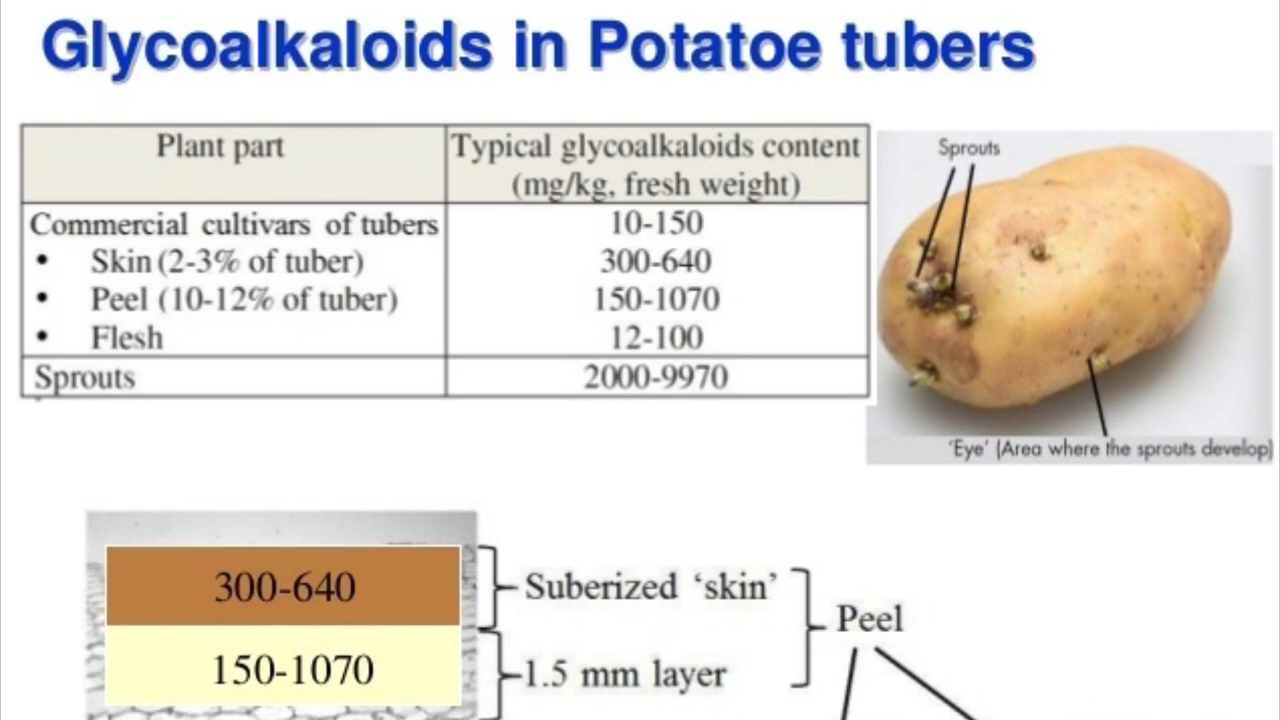 Glycoalkaloids in Potatoe tubers
Plant part
Typical glycoalkaloids content
(mg/kg, fresh weight)
Commercial cultivars of tubers
10-150
• Skin (2-3% of tuber)
300-640
• Peel (10-12% of tuber)
150-1070
• Flesh
12-100
Sprouts
2000-9970
Sprouts
'Eye' (Area where the sprouts develop)
300-640
Suberized ‘skin’
Peel
150-1070
1.5 mm layer